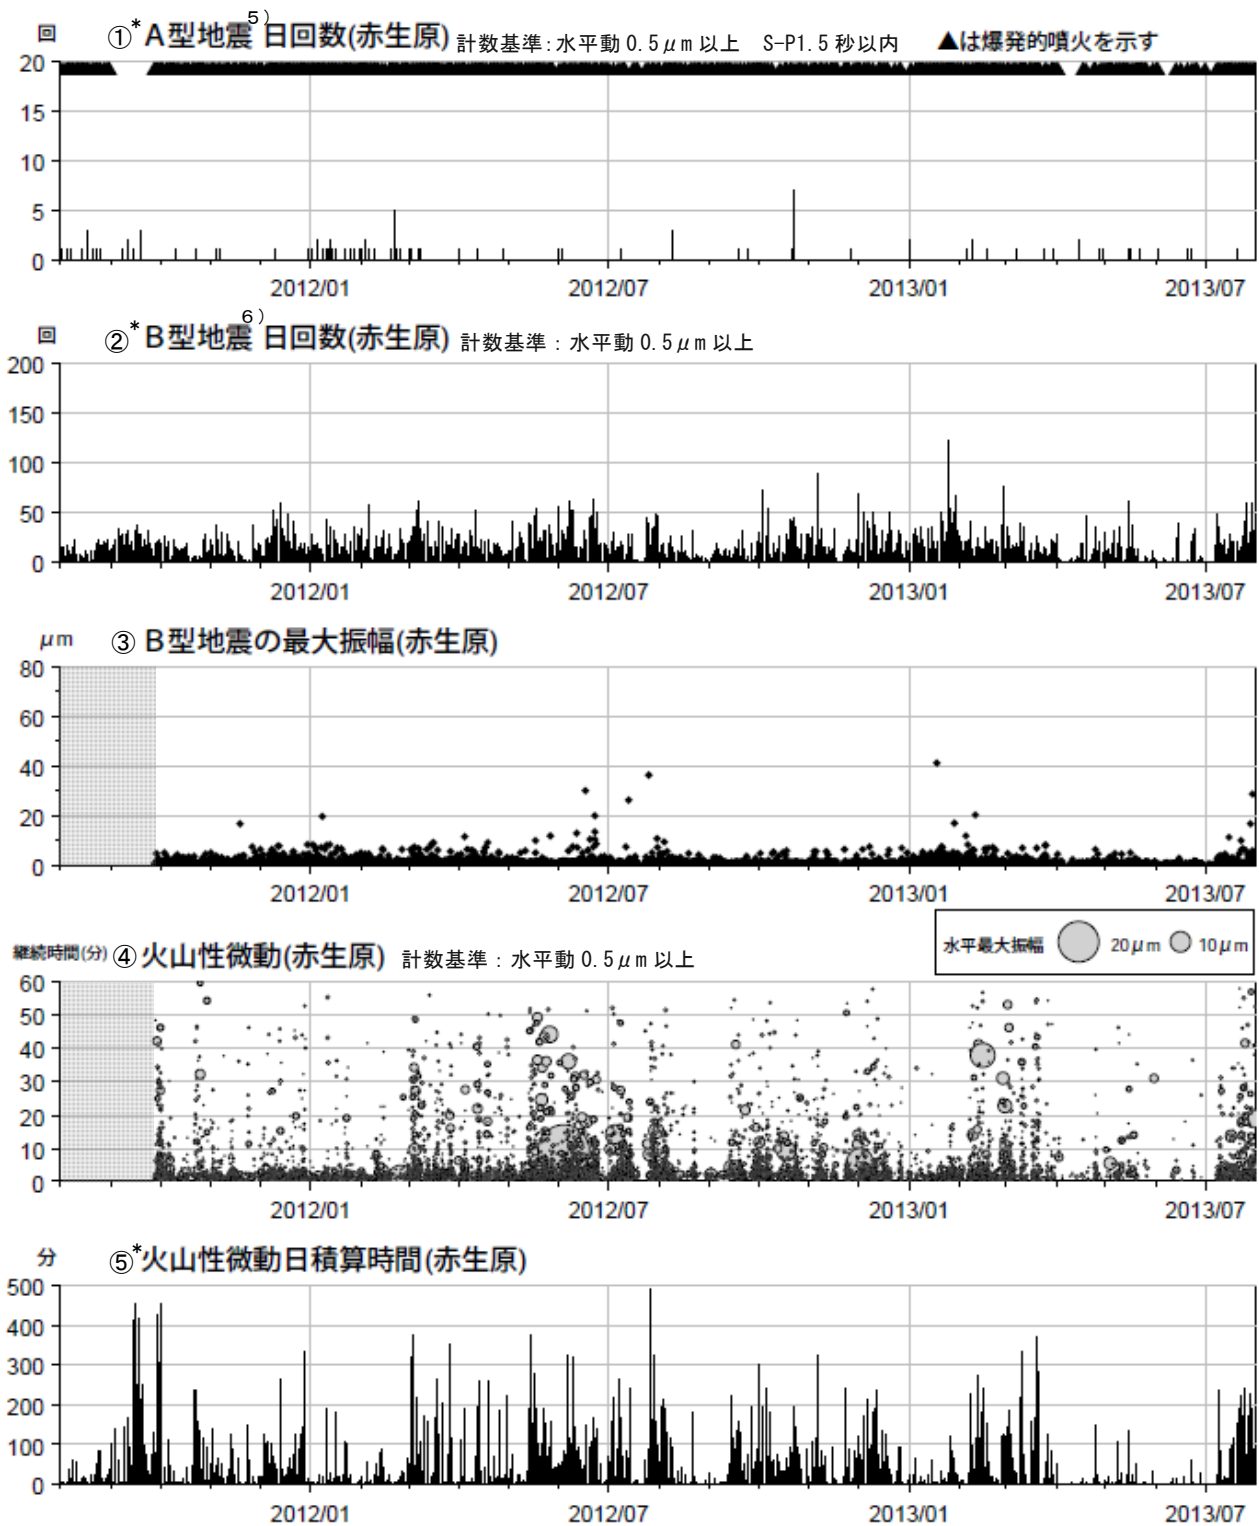 回 ①*A型地震5) 日回数(赤生原) 計数基準:水平動 0.5μm 以上 S-P1.5 秒以内 ▲は爆発的噴火を示す
20
15
10
5
0
2012/01 2012/07 2013/01 2013/07
回 ②*B型地震6) 日回数(赤生原) 計数基準:水平動 0.5μm 以上
200
150
100
50
0
2012/01 2012/07 2013/01 2013/07
μm ③ B型地震の最大振幅(赤生原)
80
60
40
20
0
2012/01 2012/07 2013/01 2013/07
継続時間(分) ④ 火山性微動(赤生原) 計数基準:水平動 0.5μm 以上 水平最大振幅 20μm 10μm
60
50
40
30
20
10
0
2012/01 2012/07 2013/01 2013/07
分 ⑤*火山性微動日積算時間(赤生原)
500
400
300
200
100
0
2012/01 2012/07 2013/01 2013/07